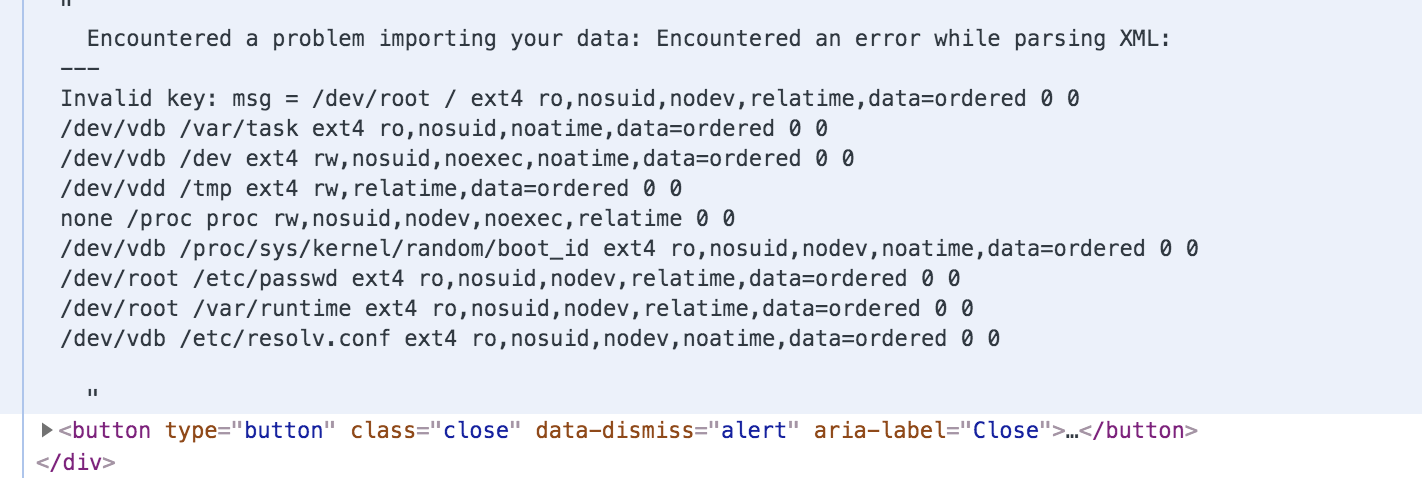 "
Encountered a problem importing your data: Encountered an error while parsing XML:
---
Invalid key: msg = /dev/root / ext4 ro,nosuid,nodev,relatime,data=ordered 0 0
/dev/vdb /var/task ext4 ro,nosuid,noatime,data=ordered 0 0
/dev/vdb /dev ext4 rw,nosuid,noexec,noatime,data=ordered 0 0
/dev/vdd /tmp ext4 rw,relatime,data=ordered 0 0
none /proc proc rw,nosuid,nodev,noexec,relatime 0 0
/dev/vdb /proc/sys/kernel/random/boot_id ext4 ro,nosuid,nodev,noatime,data=ordered 0 0
/dev/root /etc/passwd ext4 ro,nosuid,nodev,relatime,data=ordered 0 0
/dev/root /var/runtime ext4 ro,nosuid,nodev,relatime,data=ordered 0 0
/dev/vdb /etc/resolv.conf ext4 ro,nosuid,nodev,noatime,data=ordered 0 0
"
<button type="button" class="close" data-dismiss="alert" aria-label="Close">…</button>
</div>